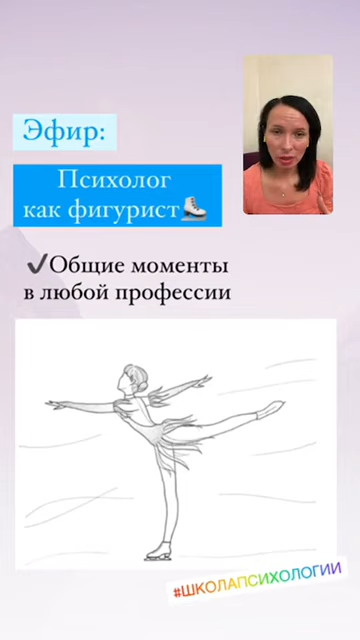 Эфир:
Психолог
как фигурист⛸️
✔Общие моменты
в любой профессии
#ШКОЛАПСИХОЛОГИИ